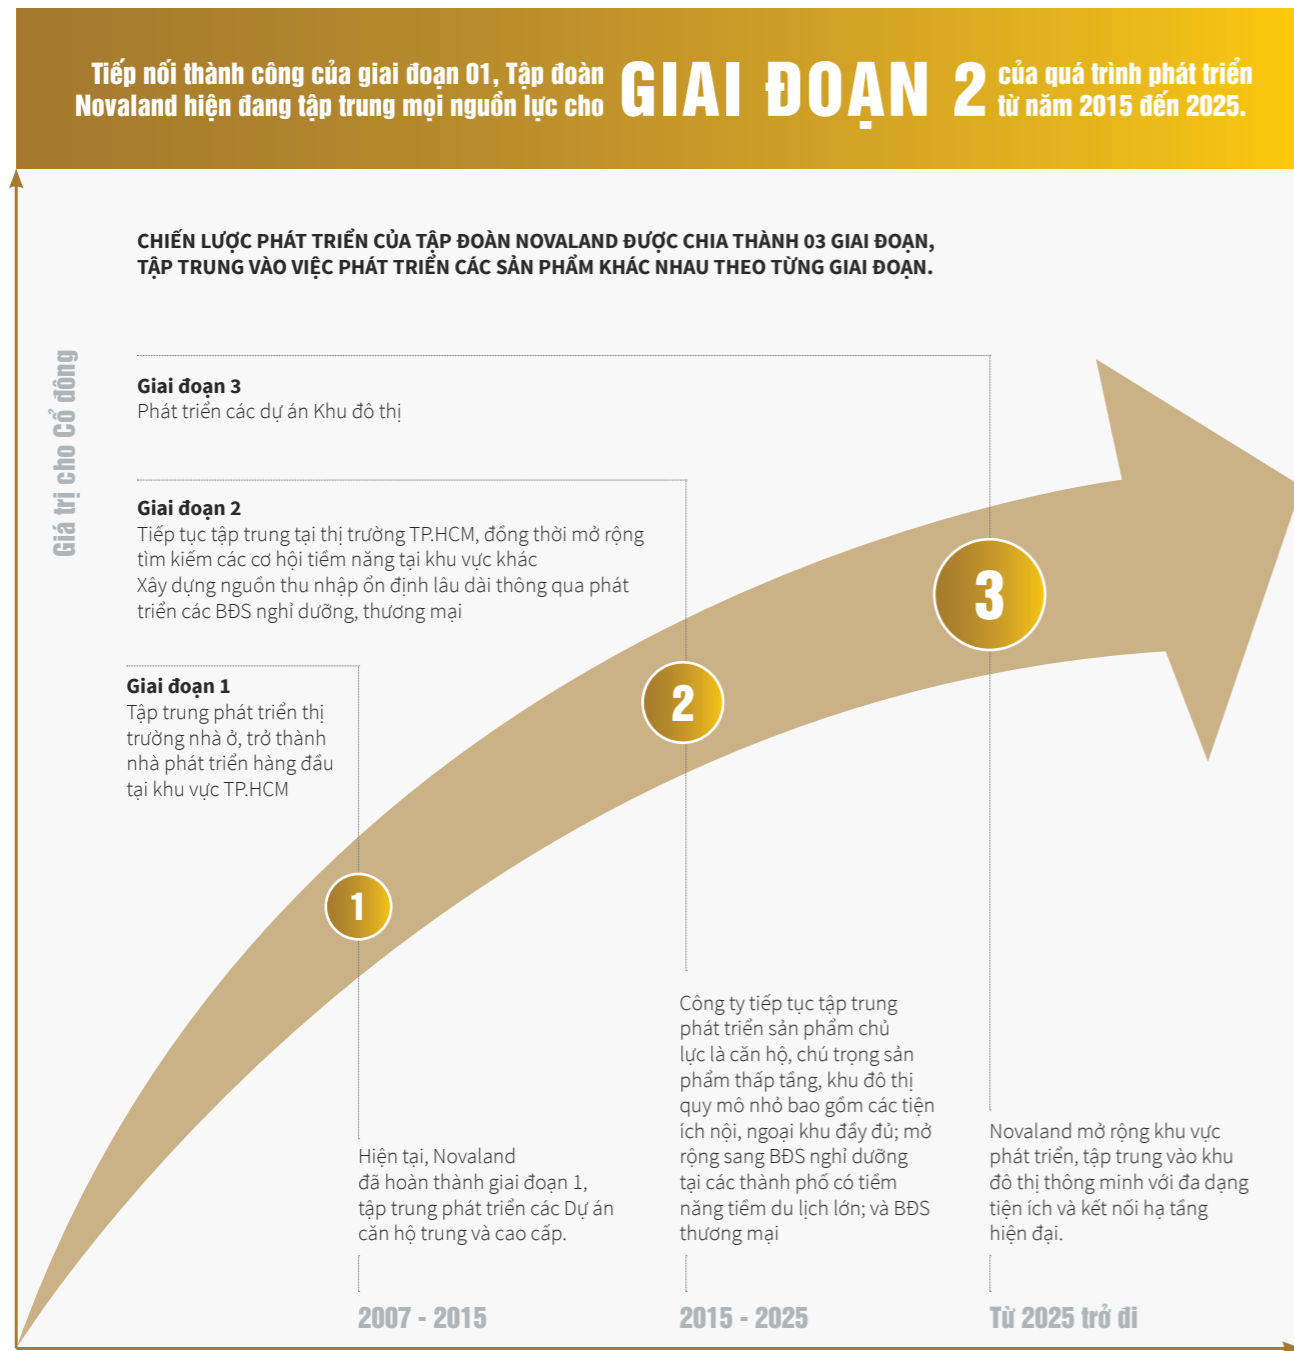 Tiếp nối thành công của giai đoạn 01, Tập đoàn
Novaland hiện đang tập trung mọi nguồn lực cho
GIAI ĐOẠN 2
của quá trình phát triển
từ năm 2015 đến 2025.
CHIẾN LƯỢC PHÁT TRIỂN CỦA TẬP ĐOÀN NOVALAND ĐƯỢC CHIA THÀNH 03 GIAI ĐOẠN,
TẬP TRUNG VÀO VIỆC PHÁT TRIỂN CÁC SẢN PHẨM KHÁC NHAU THEO TỪNG GIAI ĐOẠN.
Giá trị cho Cổ đông
Giai đoạn 3
Phát triển các dự án Khu đô thị
Giai đoạn 2
Tiếp tục tập trung tại thị trường TP.HCM, đồng thời mở rộng
tìm kiếm các cơ hội tiềm năng tại khu vực khác
Xây dựng nguồn thu nhập ổn định lâu dài thông qua phát
triển các BĐS nghỉ dưỡng, thương mại
Giai đoạn 1
Tập trung phát triển thị
trường nhà ở, trở thành
nhà phát triển hàng đầu
tại khu vực TP.HCM
3
2
1
Hiện tại, Novaland
đã hoàn thành giai đoạn 1,
tập trung phát triển các Dự án
căn hộ trung và cao cấp.
2007 - 2015
Công ty tiếp tục tập trung
phát triển sản phẩm chủ
lực là căn hộ, chú trọng sản
phẩm thấp tầng, khu đô thị
quy mô nhỏ bao gồm các tiện
ích nội, ngoại khu đầy đủ; mở
rộng sang BĐS nghỉ dưỡng
tại các thành phố có tiềm
năng tiềm du lịch lớn; và BĐS
thương mại
2015 - 2025
Novaland mở rộng khu vực
phát triển, tập trung vào khu
đô thị thông minh với đa dạng
tiện ích và kết nối hạ tầng
hiện đại.
Từ 2025 trở đi